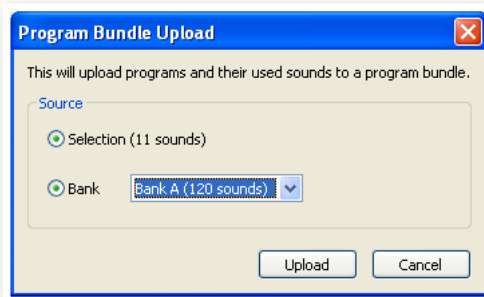 Program Bundle Upload
This will upload programs and their used sounds to a program bundle.
Source
Selection (11 sounds)
Bank Bank A (120 sounds)
Upload Cancel